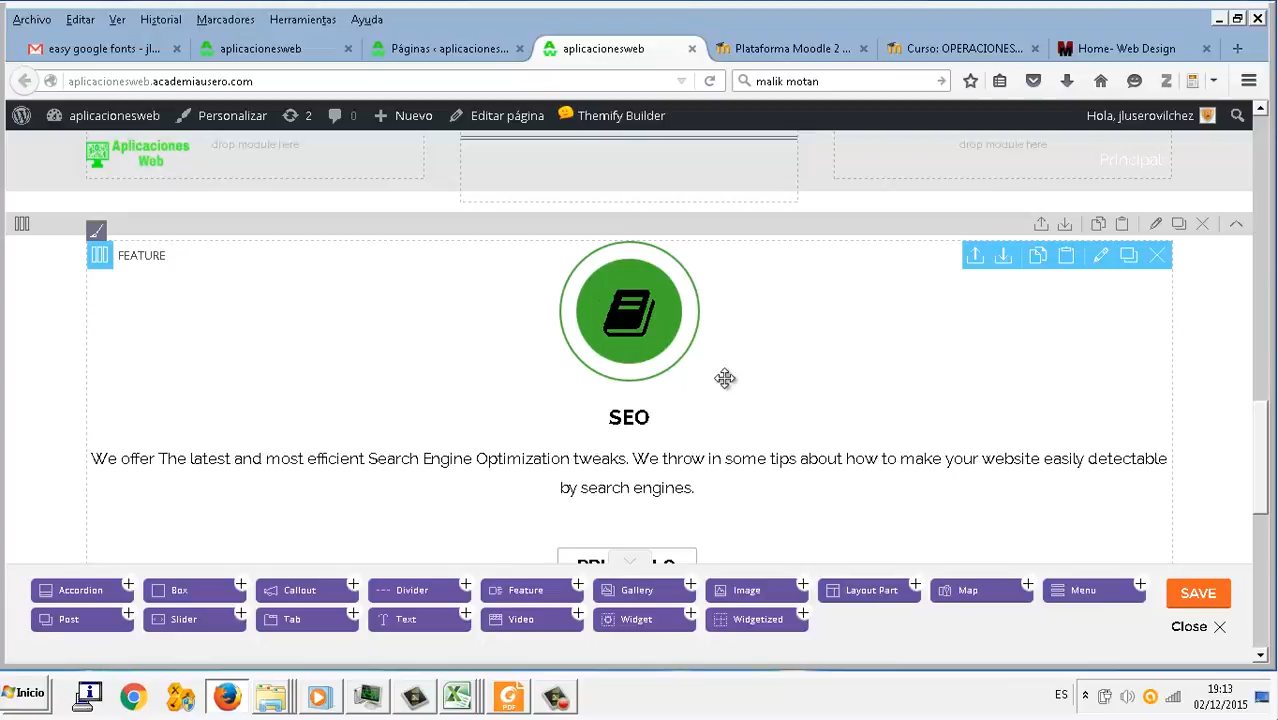 Archivo Editar Ver Historial Marcadores Herramientas Ayuda
easy google fonts - jl... aplicacionesweb Páginas ‹ aplicaciones... aplicacionesweb Plataforma Moodle 2 ... Curso: OPERACIONES... Home- Web Design
aplicacionesweb.academiausero.com malik motan
aplicacionesweb Personalizar 2 0 Nuevo Editar página Themify Builder Hola, jluserovilchez
Aplicaciones
Web
drop module here
drop module here
Principal
FEATURE
SEO
We offer The latest and most efficient Search Engine Optimization tweaks. We throw in some tips about how to make your website easily detectable
by search engines.
Accordion Box Callout Divider Feature Gallery Image Layout Part Map Menu
SAVE
Post Slider Tab Text Video Widget Widgetized
Close
Inicio
PDF
ES
19:13
02/12/2015